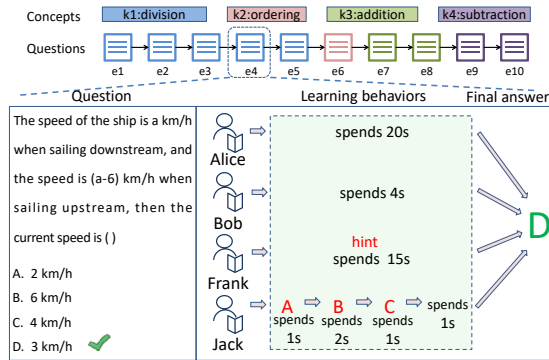 Concepts k1:division k2:ordering k3:addition k4:subtraction
Questions
e1 e2 e3 e4 e5 e6 e7 e8 e9 e10
Question Learning behaviors Final answer
The speed of the ship is a km/h
when sailing downstream, and
the speed is (a-6) km/h when
sailing upstream, then the
current speed is ( )
A. 2 km/h
B. 6 km/h
C. 4 km/h
D. 3 km/h
Alice
spends 20s
Bob
spends 4s
Frank
hint
spends 15s
Jack
A B C
spends 1s
spends 2s
spends 1s
spends 1s
D